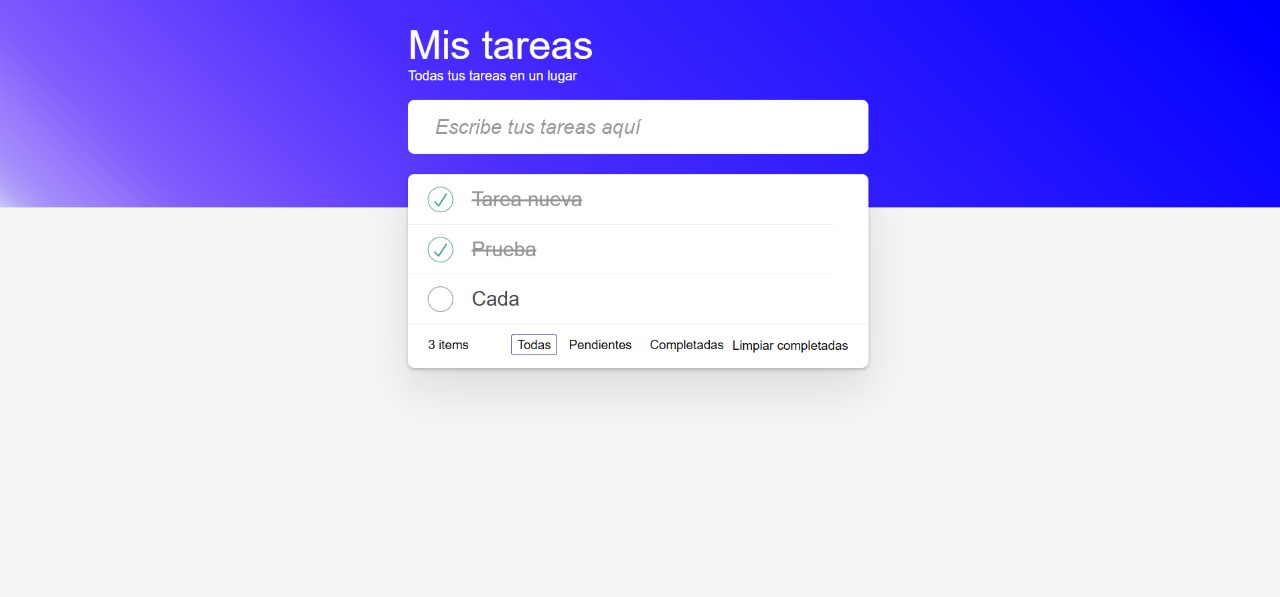 Mis tareas
Todas tus tareas en un lugar
Escribe tus tareas aquí
Tarea nueva
Prueba
Cada
3 items Todas Pendientes Completadas Limpiar completadas